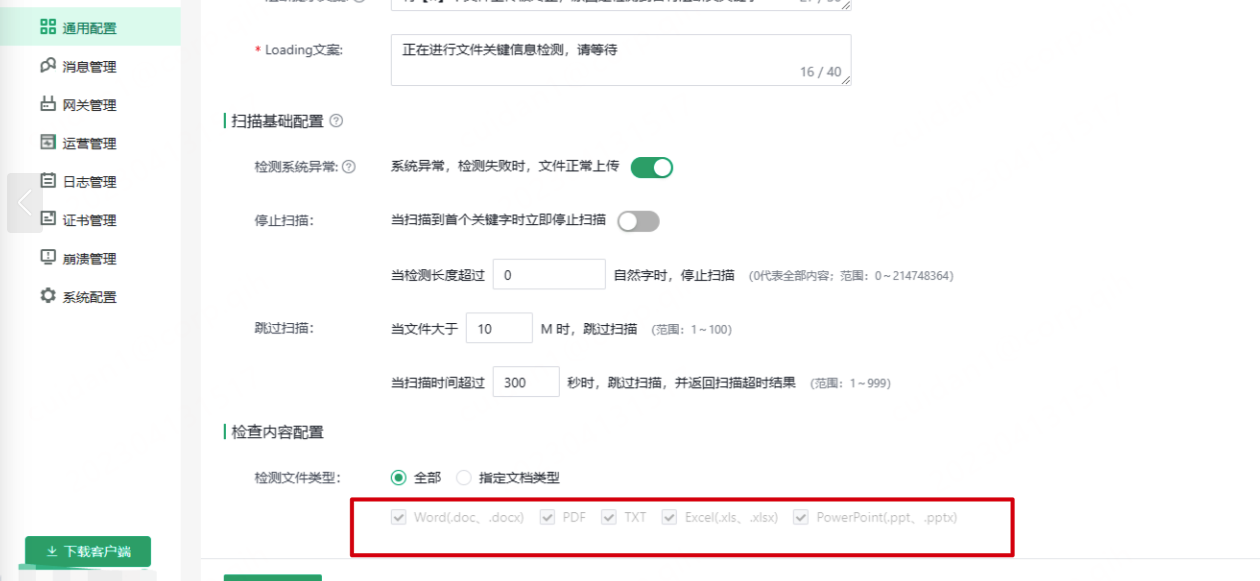 通用配置
消息管理
网关管理
运营管理
日志管理
证书管理
崩溃管理
系统配置
下载客户端
* Loading文案:
正在进行文件关键信息检测，请等待
16 / 40
扫描基础配置
检测系统异常:
系统异常，检测失败时，文件正常上传
停止扫描:
当扫描到首个关键字时立即停止扫描
当检测长度超过 0 自然字时，停止扫描 (0代表全部内容；范围：0~214748364)
跳过扫描:
当文件大于 10 M 时，跳过扫描 (范围：1~100)
当扫描时间超过 300 秒时，跳过扫描，并返回扫描超时结果 (范围：1~999)
检查内容配置
检测文件类型:
全部 指定文档类型
Word(.doc、.docx) PDF TXT Excel(.xls、.xlsx) PowerPoint(.ppt、.pptx)